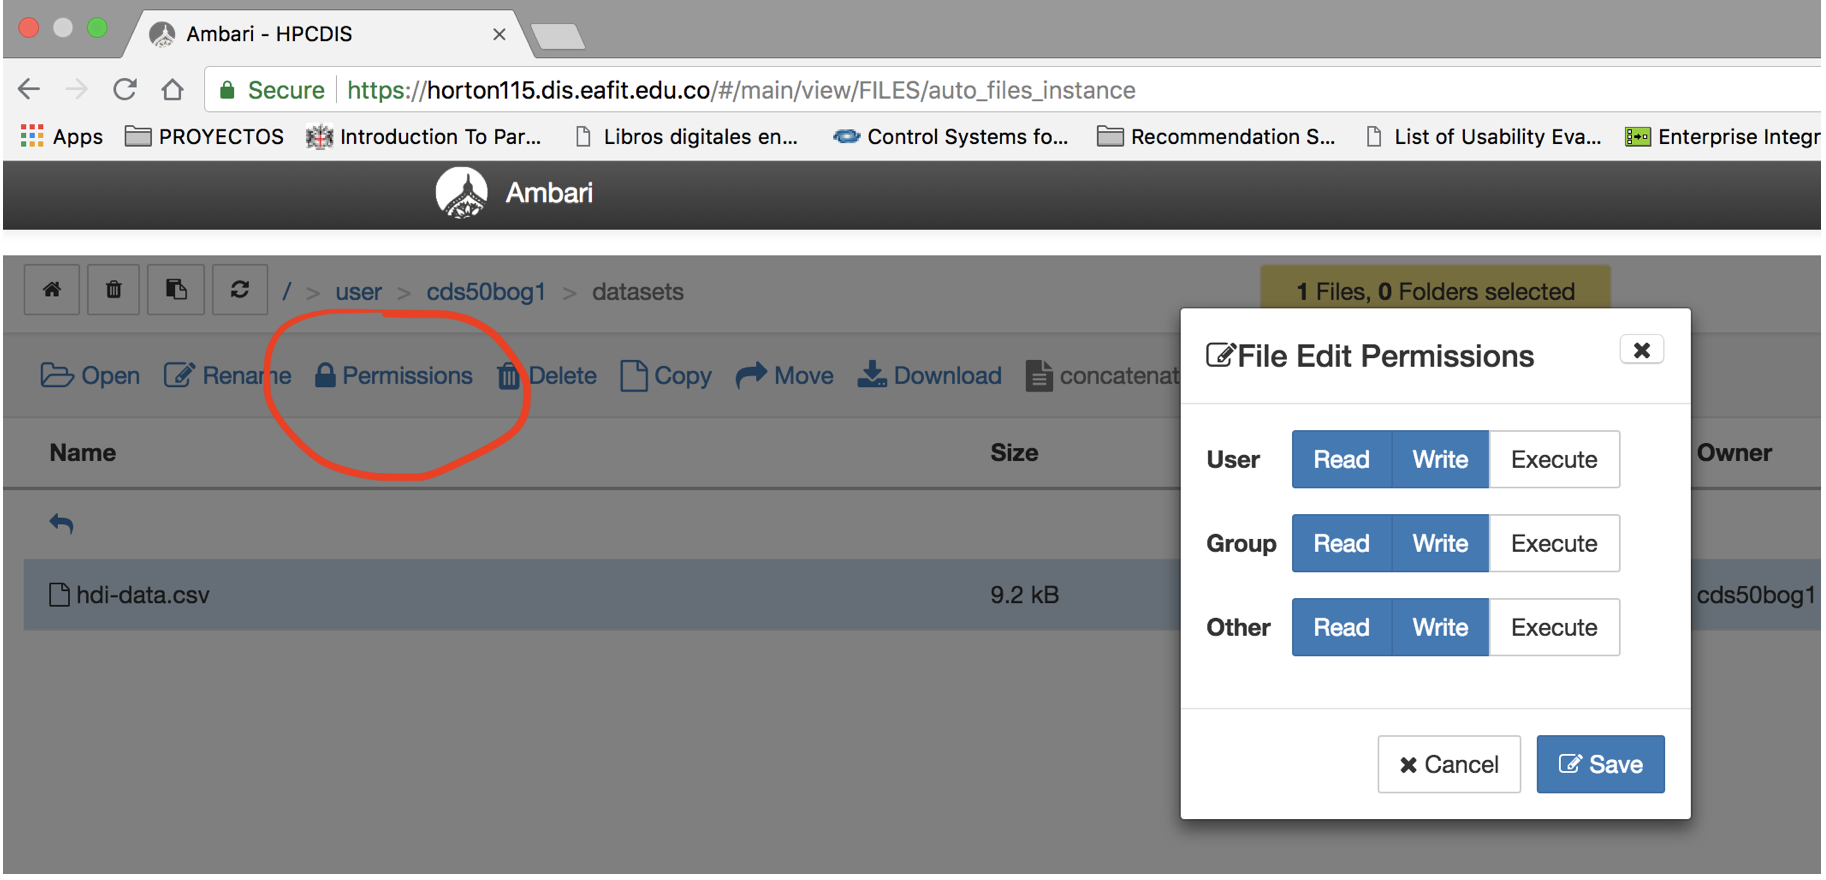 Ambari - HPCDIS
Secure https://horton115.dis.eafit.edu.co/#/main/view/FILES/auto_files_instance
Apps PROYECTOS Introduction To Par... Libros digitales en... Control Systems fo... Recommendation S... List of Usability Eva... Enterprise Integr
Ambari
/ > user > cds50bog1 > datasets 1 Files, 0 Folders selected
Open Rename Permissions Delete Copy Move Download concatenat
File Edit Permissions
Name Size Owner
User Read Write Execute
Group Read Write Execute
hdi-data.csv 9.2 kB cds50bog1
Other Read Write Execute
Cancel Save